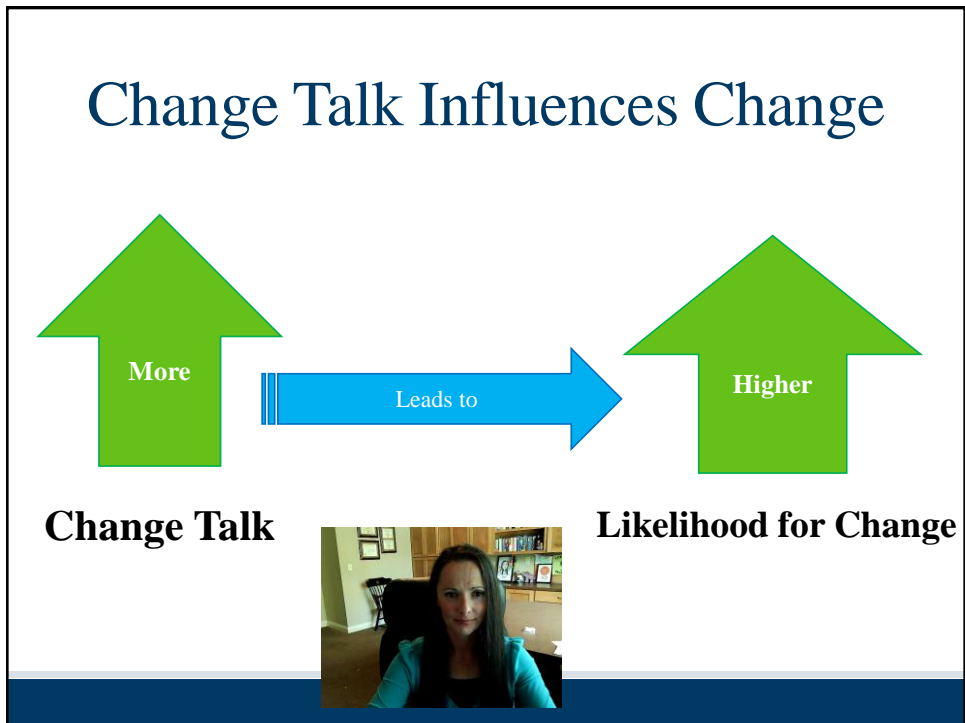 Change Talk Influences Change
More
Leads to
Higher
Change Talk
Likelihood for Change